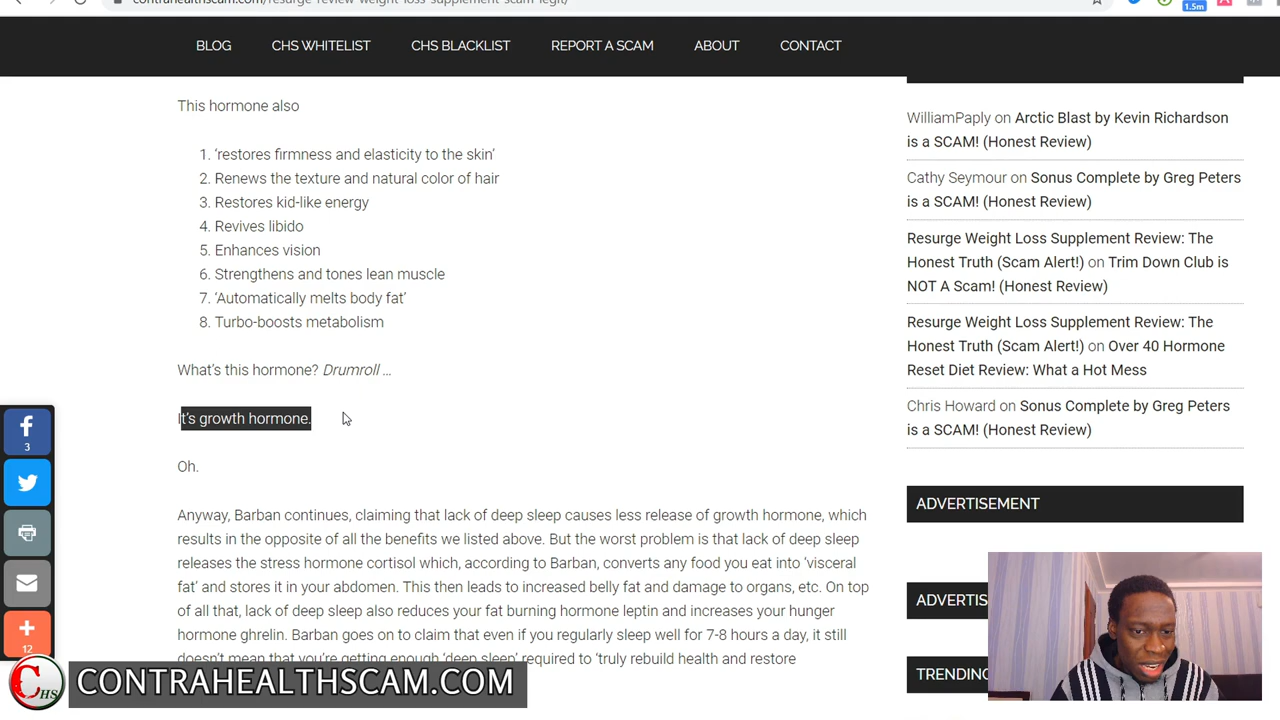 contrahealthscam.com/resurge-review-weight-loss-supplement-scam-legit/
1.5m
BLOG
CHS WHITELIST
CHS BLACKLIST
REPORT A SCAM
ABOUT
CONTACT
This hormone also
1. ‘restores firmness and elasticity to the skin’
2. Renews the texture and natural color of hair
3. Restores kid-like energy
4. Revives libido
5. Enhances vision
6. Strengthens and tones lean muscle
7. ‘Automatically melts body fat’
8. Turbo-boosts metabolism
What’s this hormone? Drumroll …
It’s growth hormone.
Oh.
Anyway, Barban continues, claiming that lack of deep sleep causes less release of growth hormone, which
results in the opposite of all the benefits we listed above. But the worst problem is that lack of deep sleep
releases the stress hormone cortisol which, according to Barban, converts any food you eat into ‘visceral
fat’ and stores it in your abdomen. This then leads to increased belly fat and damage to organs, etc. On top
of all that, lack of deep sleep also reduces your fat burning hormone leptin and increases your hunger
hormone ghrelin. Barban goes on to claim that even if you regularly sleep well for 7-8 hours a day, it still
doesn’t mean that you’re getting enough ‘deep sleep’ required to ‘truly rebuild health and restore
WilliamPaply on Arctic Blast by Kevin Richardson
is a SCAM! (Honest Review)
Cathy Seymour on Sonus Complete by Greg Peters
is a SCAM! (Honest Review)
Resurge Weight Loss Supplement Review: The
Honest Truth (Scam Alert!) on Trim Down Club is
NOT A Scam! (Honest Review)
Resurge Weight Loss Supplement Review: The
Honest Truth (Scam Alert!) on Over 40 Hormone
Reset Diet Review: What a Hot Mess
Chris Howard on Sonus Complete by Greg Peters
is a SCAM! (Honest Review)
ADVERTISEMENT
ADVERTIS
TRENDING
3
12
CHS
CONTRAHEALTHSCAM.COM